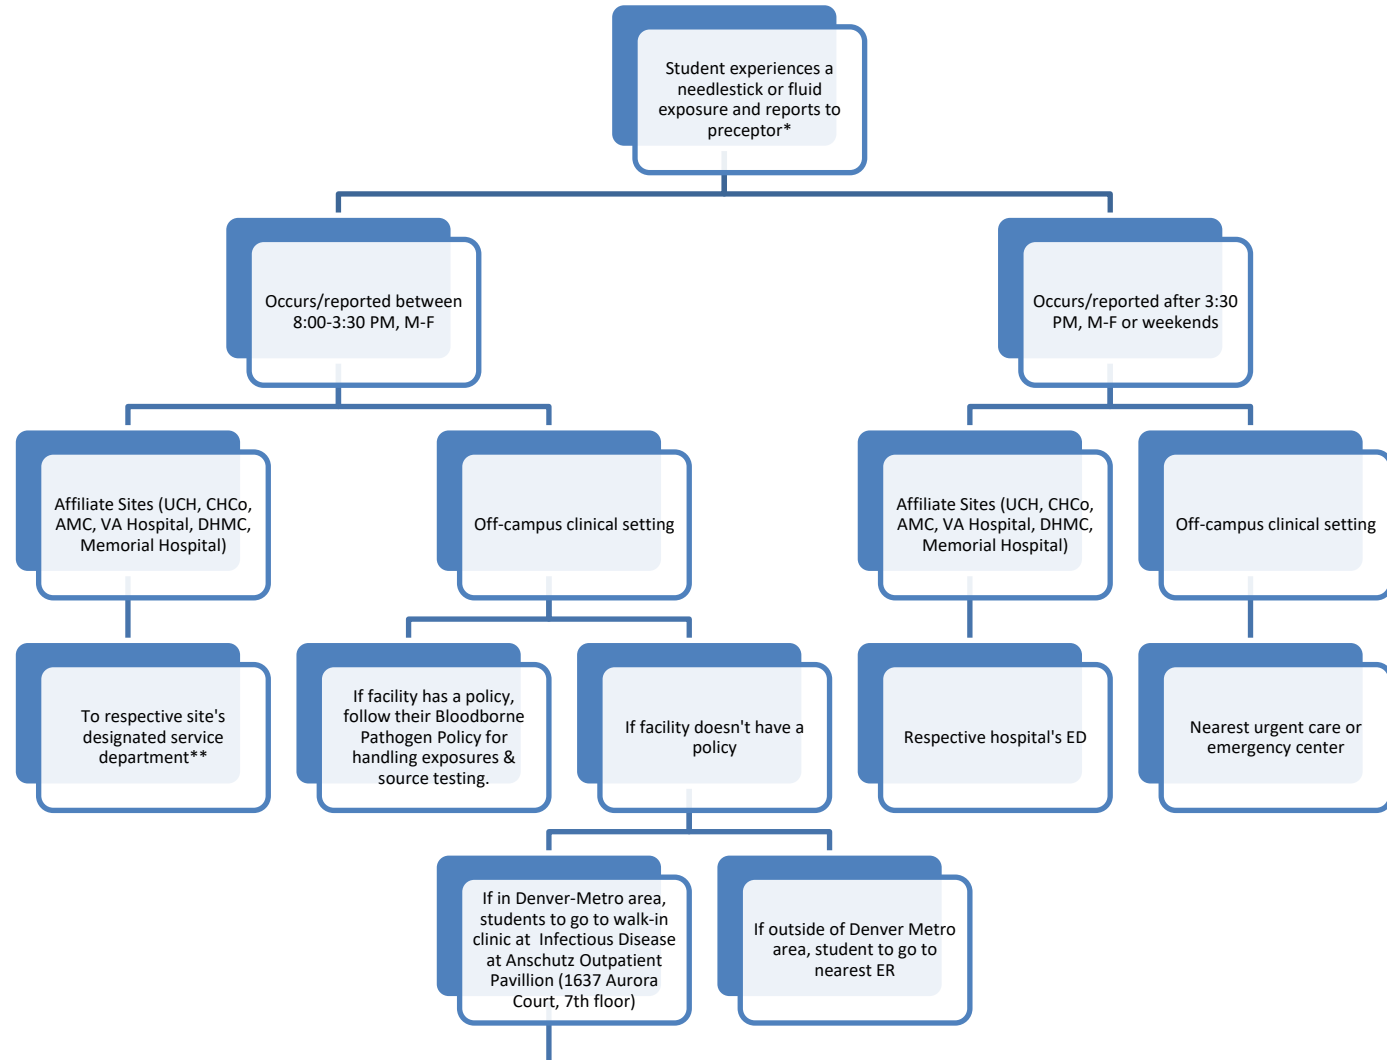 Student experiences a
needlestick or fluid
exposure and reports to
preceptor*
Occurs/reported between
8:00-3:30 PM, M-F
Occurs/reported after 3:30
PM, M-F or weekends
Affiliate Sites (UCH, CHCo,
AMC, VA Hospital, DHMC,
Memorial Hospital)
Off-campus clinical setting
Affiliate Sites (UCH, CHCo,
AMC, VA Hospital, DHMC,
Memorial Hospital)
Off-campus clinical setting
To respective site's
designated service
department**
If facility has a policy,
follow their Bloodborne
Pathogen Policy for
handling exposures &
source testing.
If facility doesn't have a
policy
Respective hospital's ED
Nearest urgent care or
emergency center
If in Denver-Metro area,
students to go to walk-in
clinic at Infectious Disease
at Anschutz Outpatient
Pavillion (1637 Aurora
Court, 7th floor)
If outside of Denver Metro
area, student to go to
nearest ER